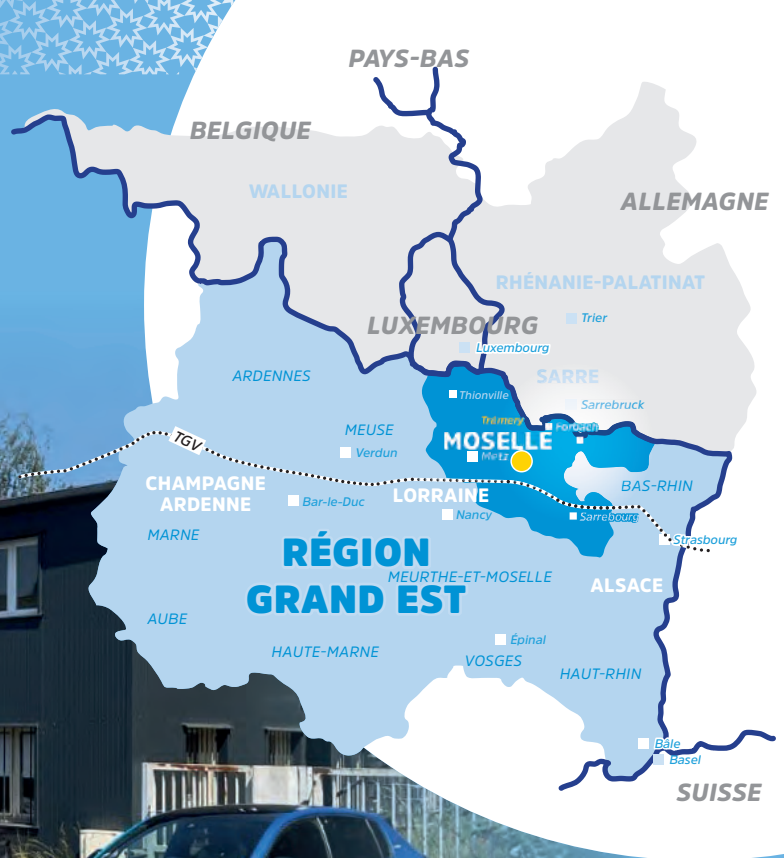 PAYS-BAS
BELGIQUE
WALLONIE
ALLEMAGNE
RHÉNANIE-PALATINAT
Trier
LUXEMBOURG
Luxembourg
ARDENNES
SARRE
Thionville
Sarrebruck
Trémery
Forbach
MEUSE
TGV
MOSELLE
Verdun
Metz
CHAMPAGNE
ARDENNE
LORRAINE
BAS-RHIN
Bar-le-Duc
Nancy
Sarrebourg
MARNE
Strasbourg
RÉGION
GRAND EST
MEURTHE-ET-MOSELLE
ALSACE
AUBE
Épinal
HAUTE-MARNE
VOSGES
HAUT-RHIN
Bâle
Basel
SUISSE